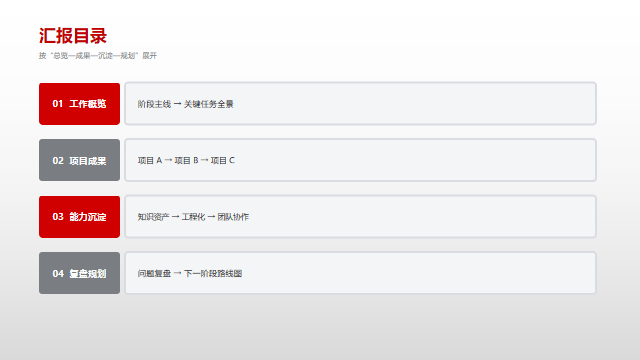 汇报目录
按“总览—成果—沉淀—规划”展开
01 工作概览
阶段主线 → 关键任务全景
02 项目成果
项目 A → 项目 B → 项目 C
03 能力沉淀
知识资产 → 工程化 → 团队协作
04 复盘规划
问题复盘 → 下一阶段路线图